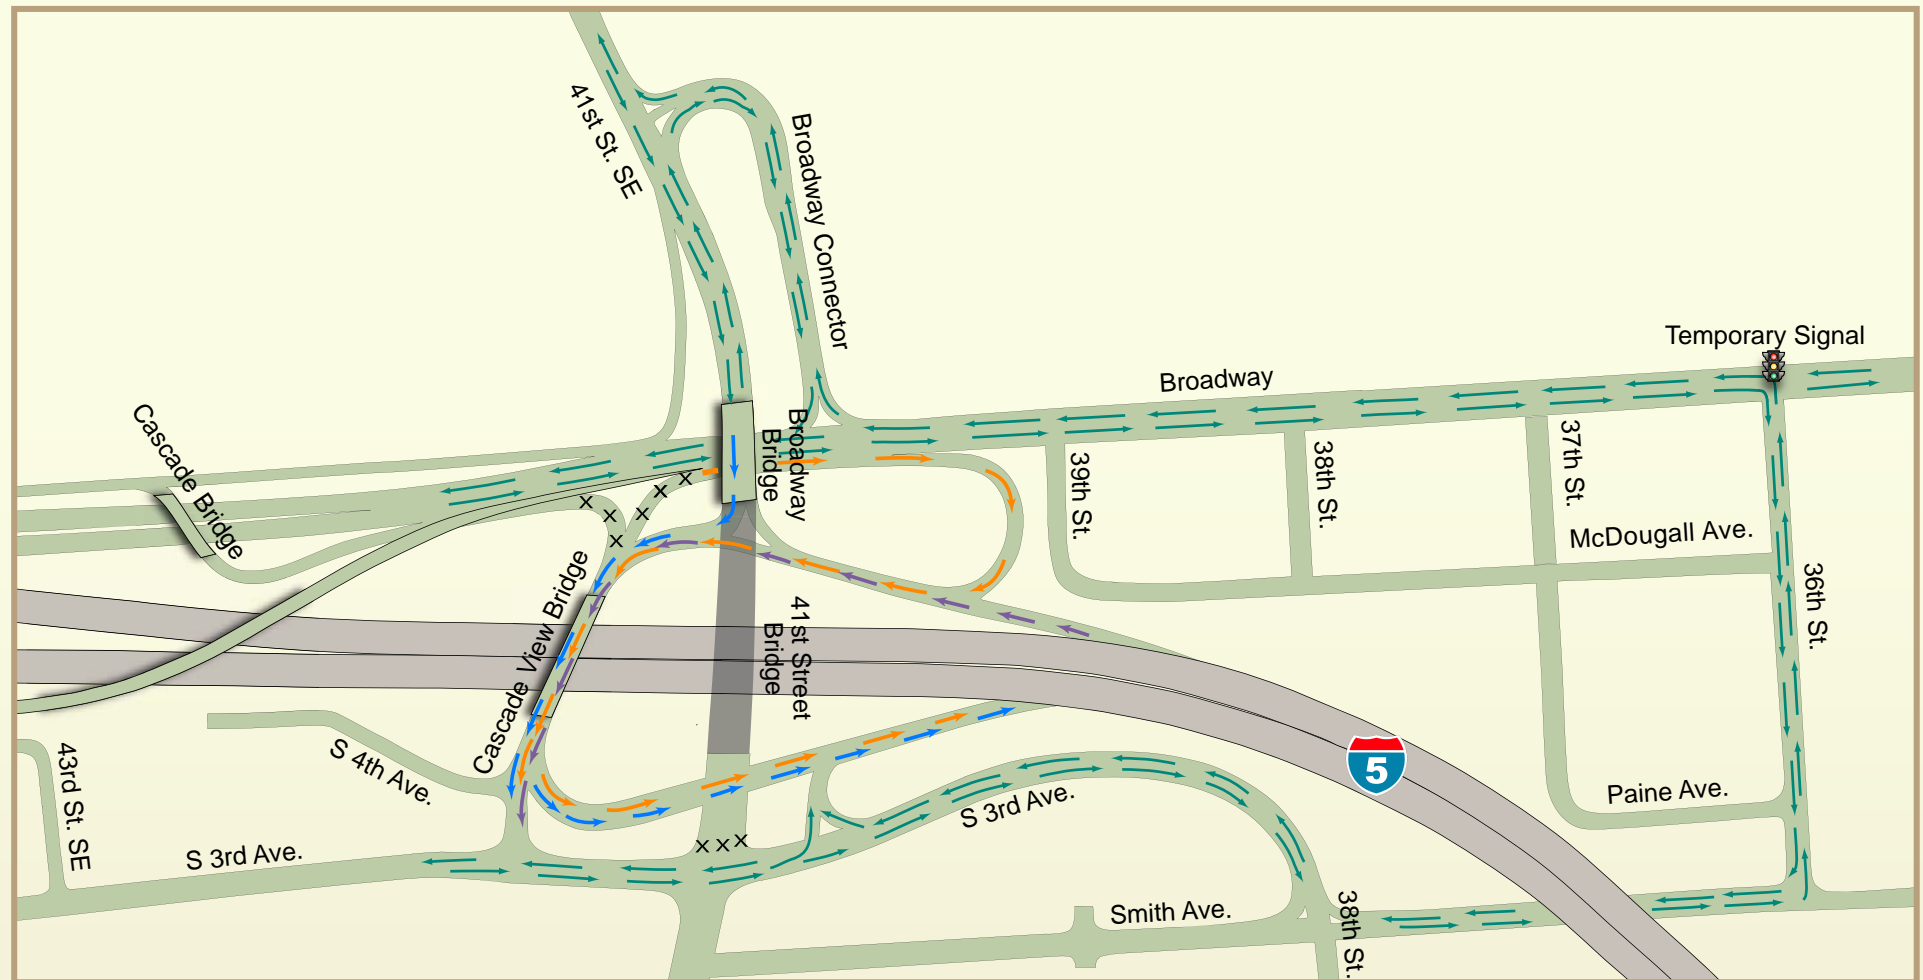 41st St. SE
Broadway Connector
Temporary Signal
Broadway
Cascade Bridge
Broadway
Bridge
39th St.
38th St.
37th St.
McDougall Ave.
36th St.
Cascade View Bridge
41st Street
Bridge
43rd St. SE
S 4th Ave.
5
S 3rd Ave.
Paine Ave.
S 3rd Ave.
Smith Ave.
38th St.
x
x
x
x
x
x
x x x